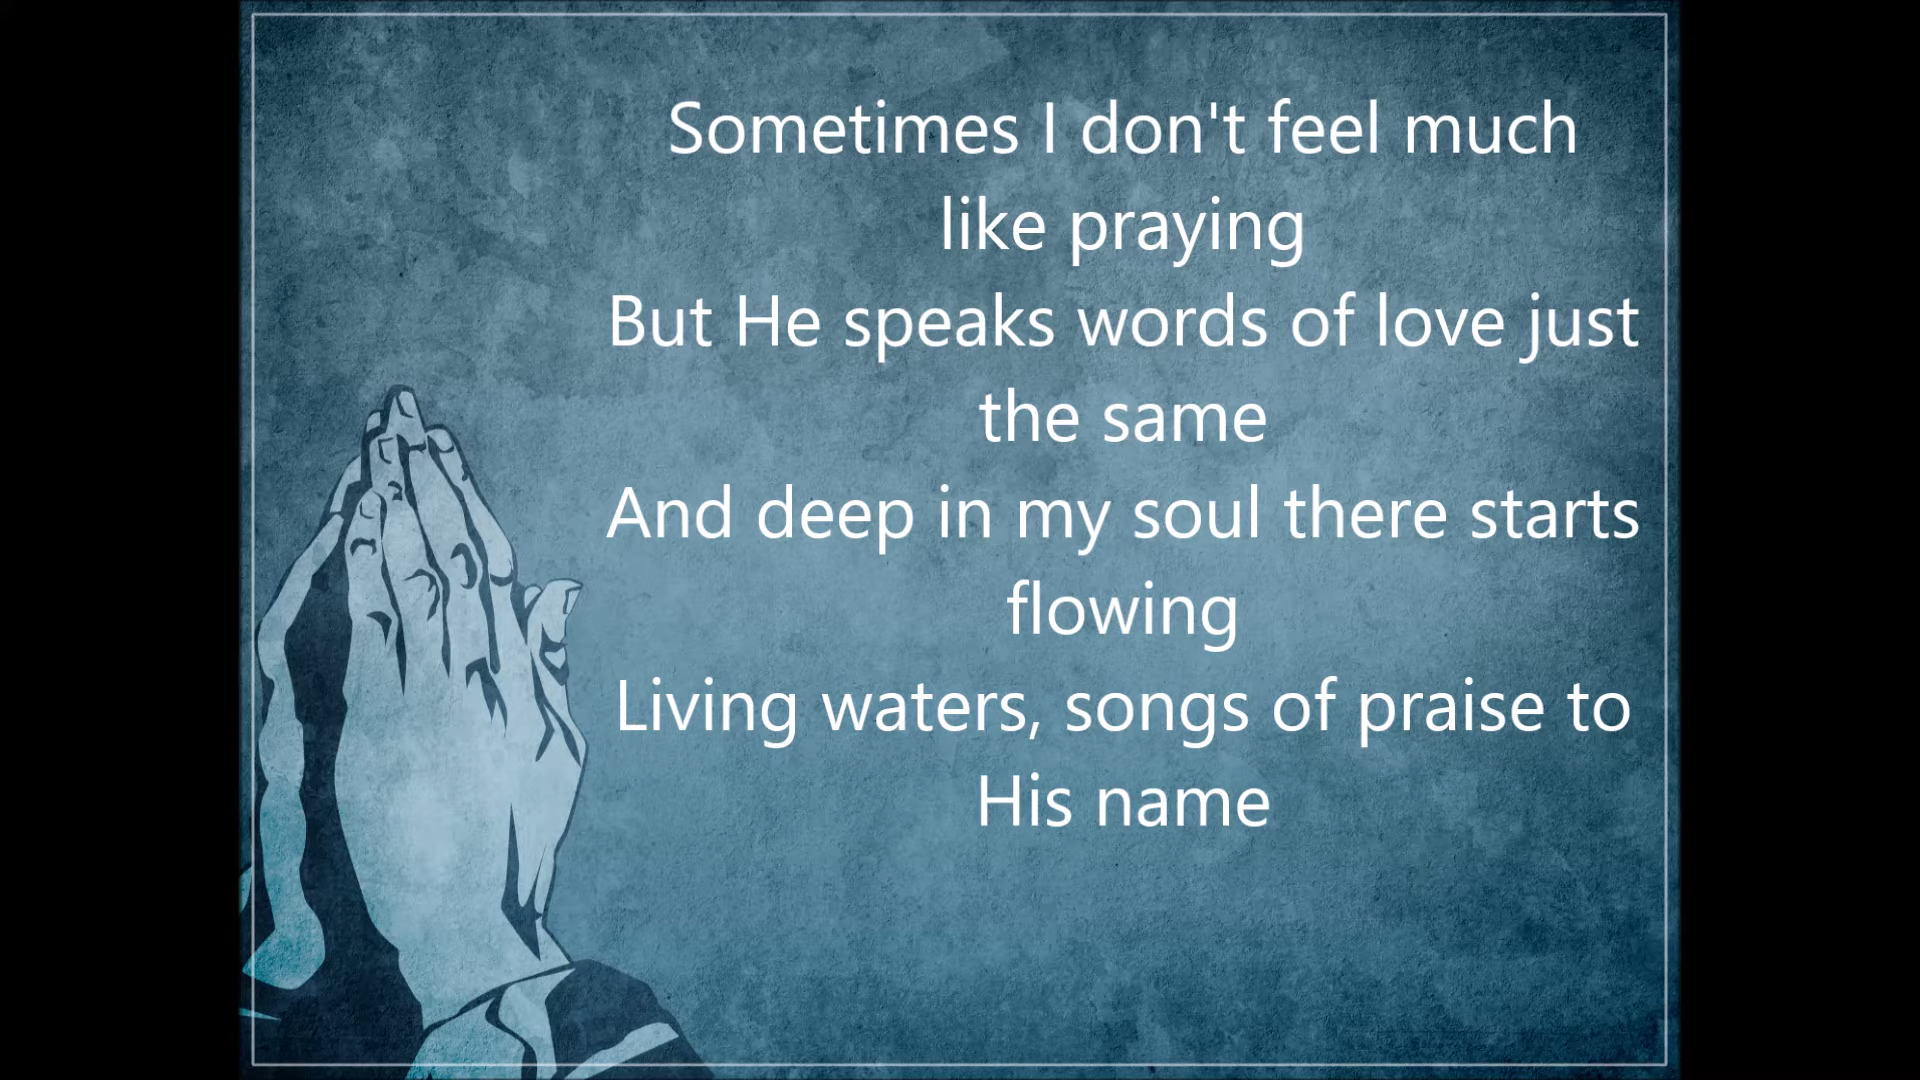 Sometimes I don't feel much
like praying
But He speaks words of love just
the same
And deep in my soul there starts
flowing
Living waters, songs of praise to
His name